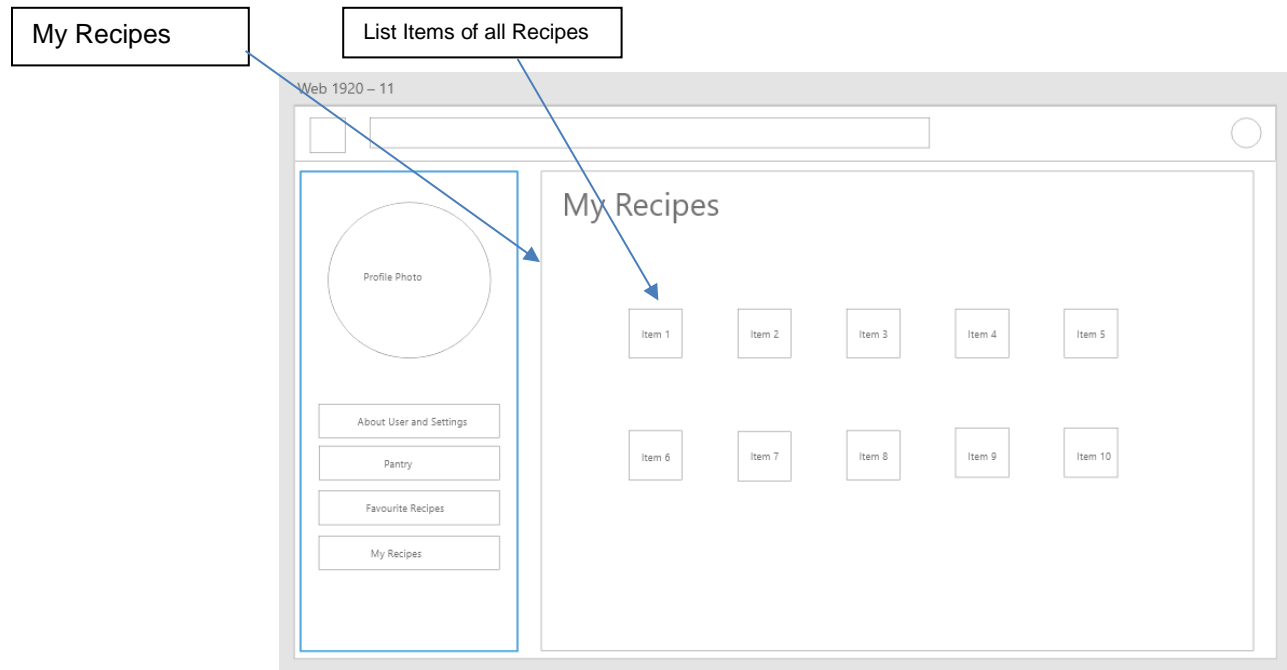 My Recipes
List Items of all Recipes
Web 1920 – 11
My Recipes
Profile Photo
Item 1
Item 2
Item 3
Item 4
Item 5
About User and Settings
Pantry
Favourite Recipes
My Recipes
Item 6
Item 7
Item 8
Item 9
Item 10